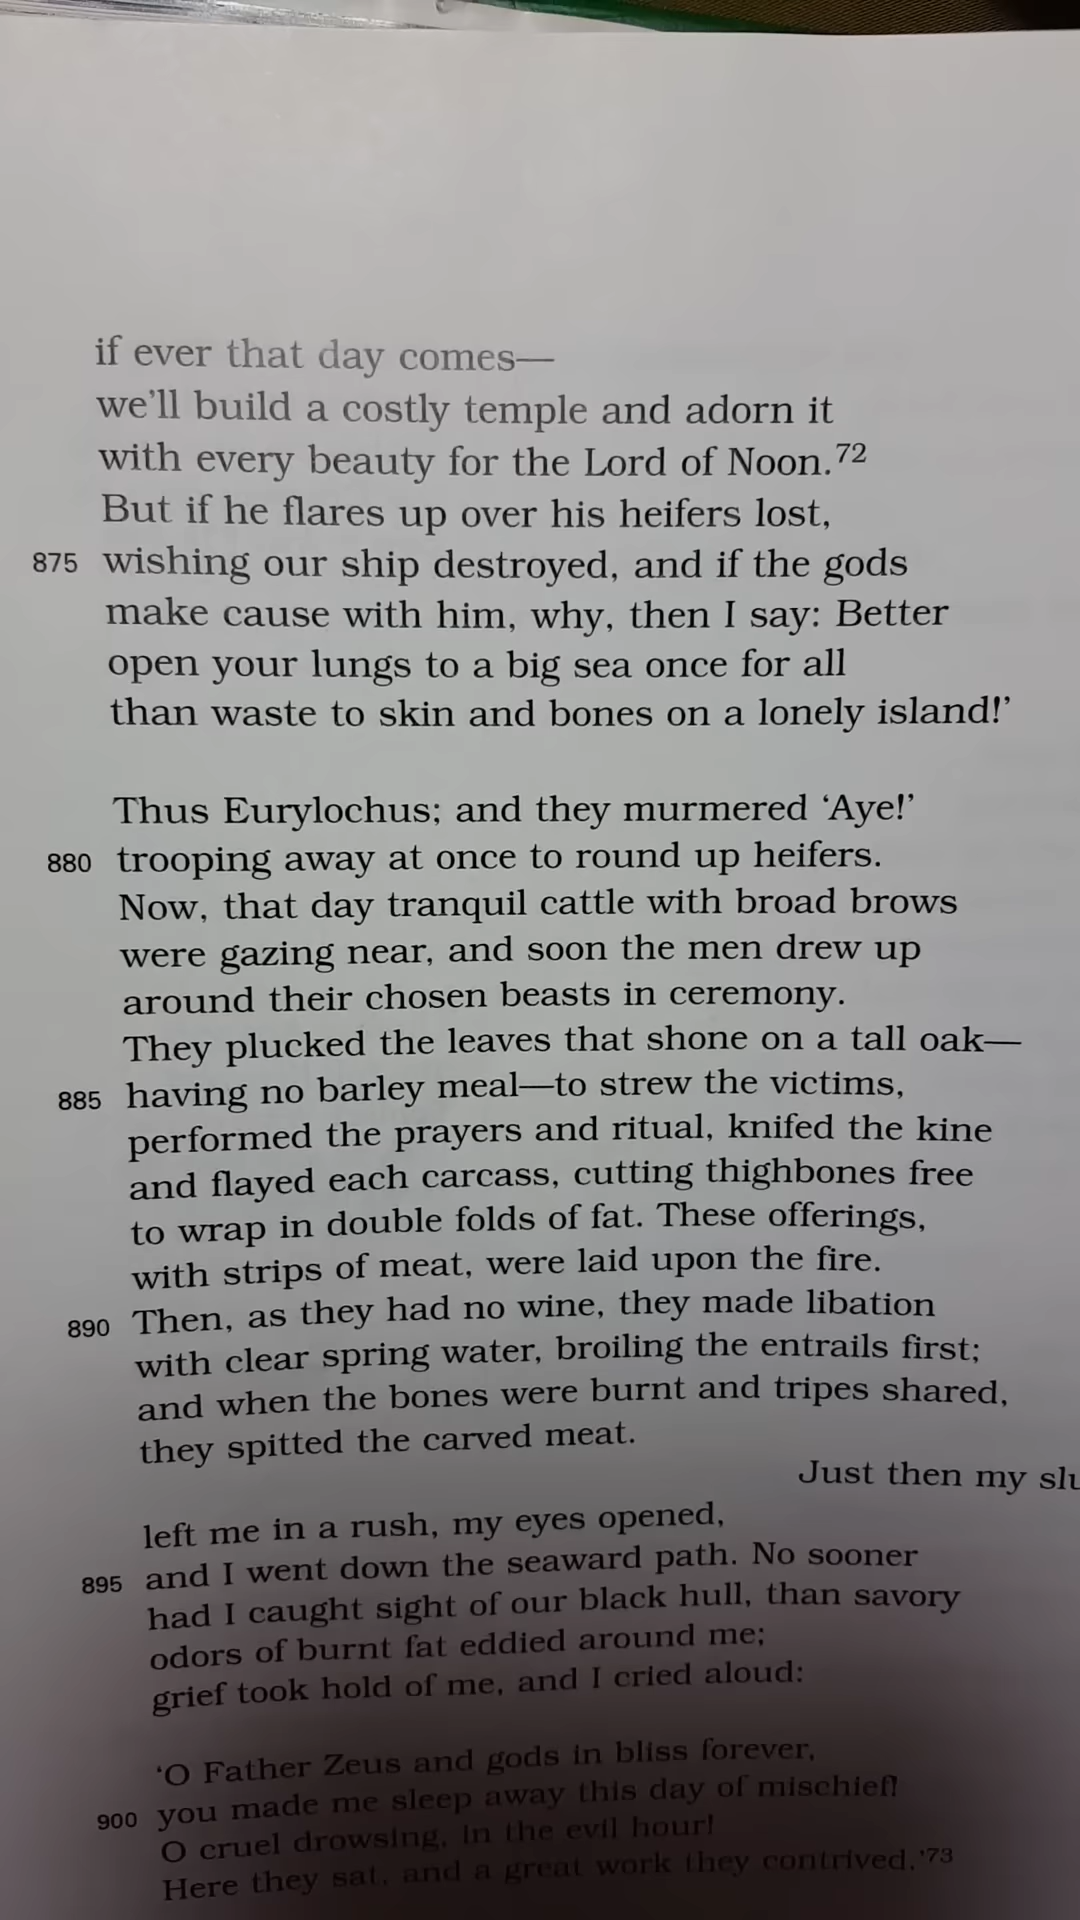 if ever that day comes—
we'll build a costly temple and adorn it
with every beauty for the Lord of Noon.72
But if he flares up over his heifers lost,
875 wishing our ship destroyed, and if the gods
make cause with him, why, then I say: Better
open your lungs to a big sea once for all
than waste to skin and bones on a lonely island!'
Thus Eurylochus; and they murmered 'Aye!'
880 trooping away at once to round up heifers.
Now, that day tranquil cattle with broad brows
were gazing near, and soon the men drew up
around their chosen beasts in ceremony.
They plucked the leaves that shone on a tall oak—
885 having no barley meal—to strew the victims,
performed the prayers and ritual, knifed the kine
and flayed each carcass, cutting thighbones free
to wrap in double folds of fat. These offerings,
with strips of meat, were laid upon the fire.
890 Then, as they had no wine, they made libation
with clear spring water, broiling the entrails first;
and when the bones were burnt and tripes shared,
they spitted the carved meat.
Just then my
left me in a rush, my eyes opened,
895 and I went down the seaward path. No sooner
had I caught sight of our black hull, than savory
odors of burnt fat eddied around me;
grief took hold of me, and I cried aloud:
'O Father Zeus and gods in bliss forever,
900 you made me sleep away this day of mischief!
O cruel drowsing, in the evil hour!
Here they sat, and a great work they contrived.'73